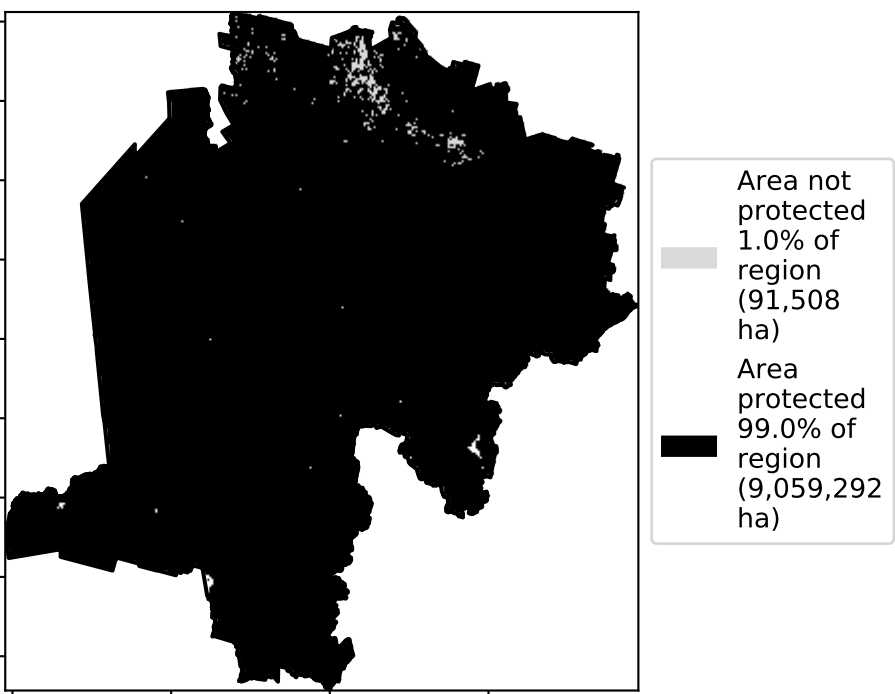 Area not
protected
1.0% of
region
(91,508
ha)
Area
protected
99.0% of
region
(9,059,292
ha)